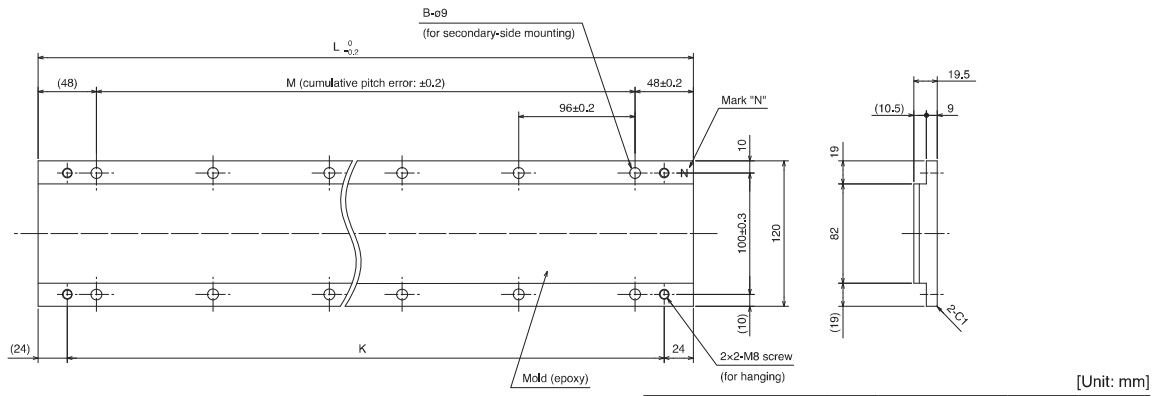 B-ø9
(for secondary-side mounting)
L 0 -0.2
(48)
M (cumulative pitch error: ±0.2)
48±0.2
96±0.2
Mark "N"
19.5
(10.5)
9
N
10
100±0.3
120
(10)
19
82
(19)
2-C1
(24)
K
24
Mold (epoxy)
2×2-M8 screw
(for hanging)
[Unit: mm]